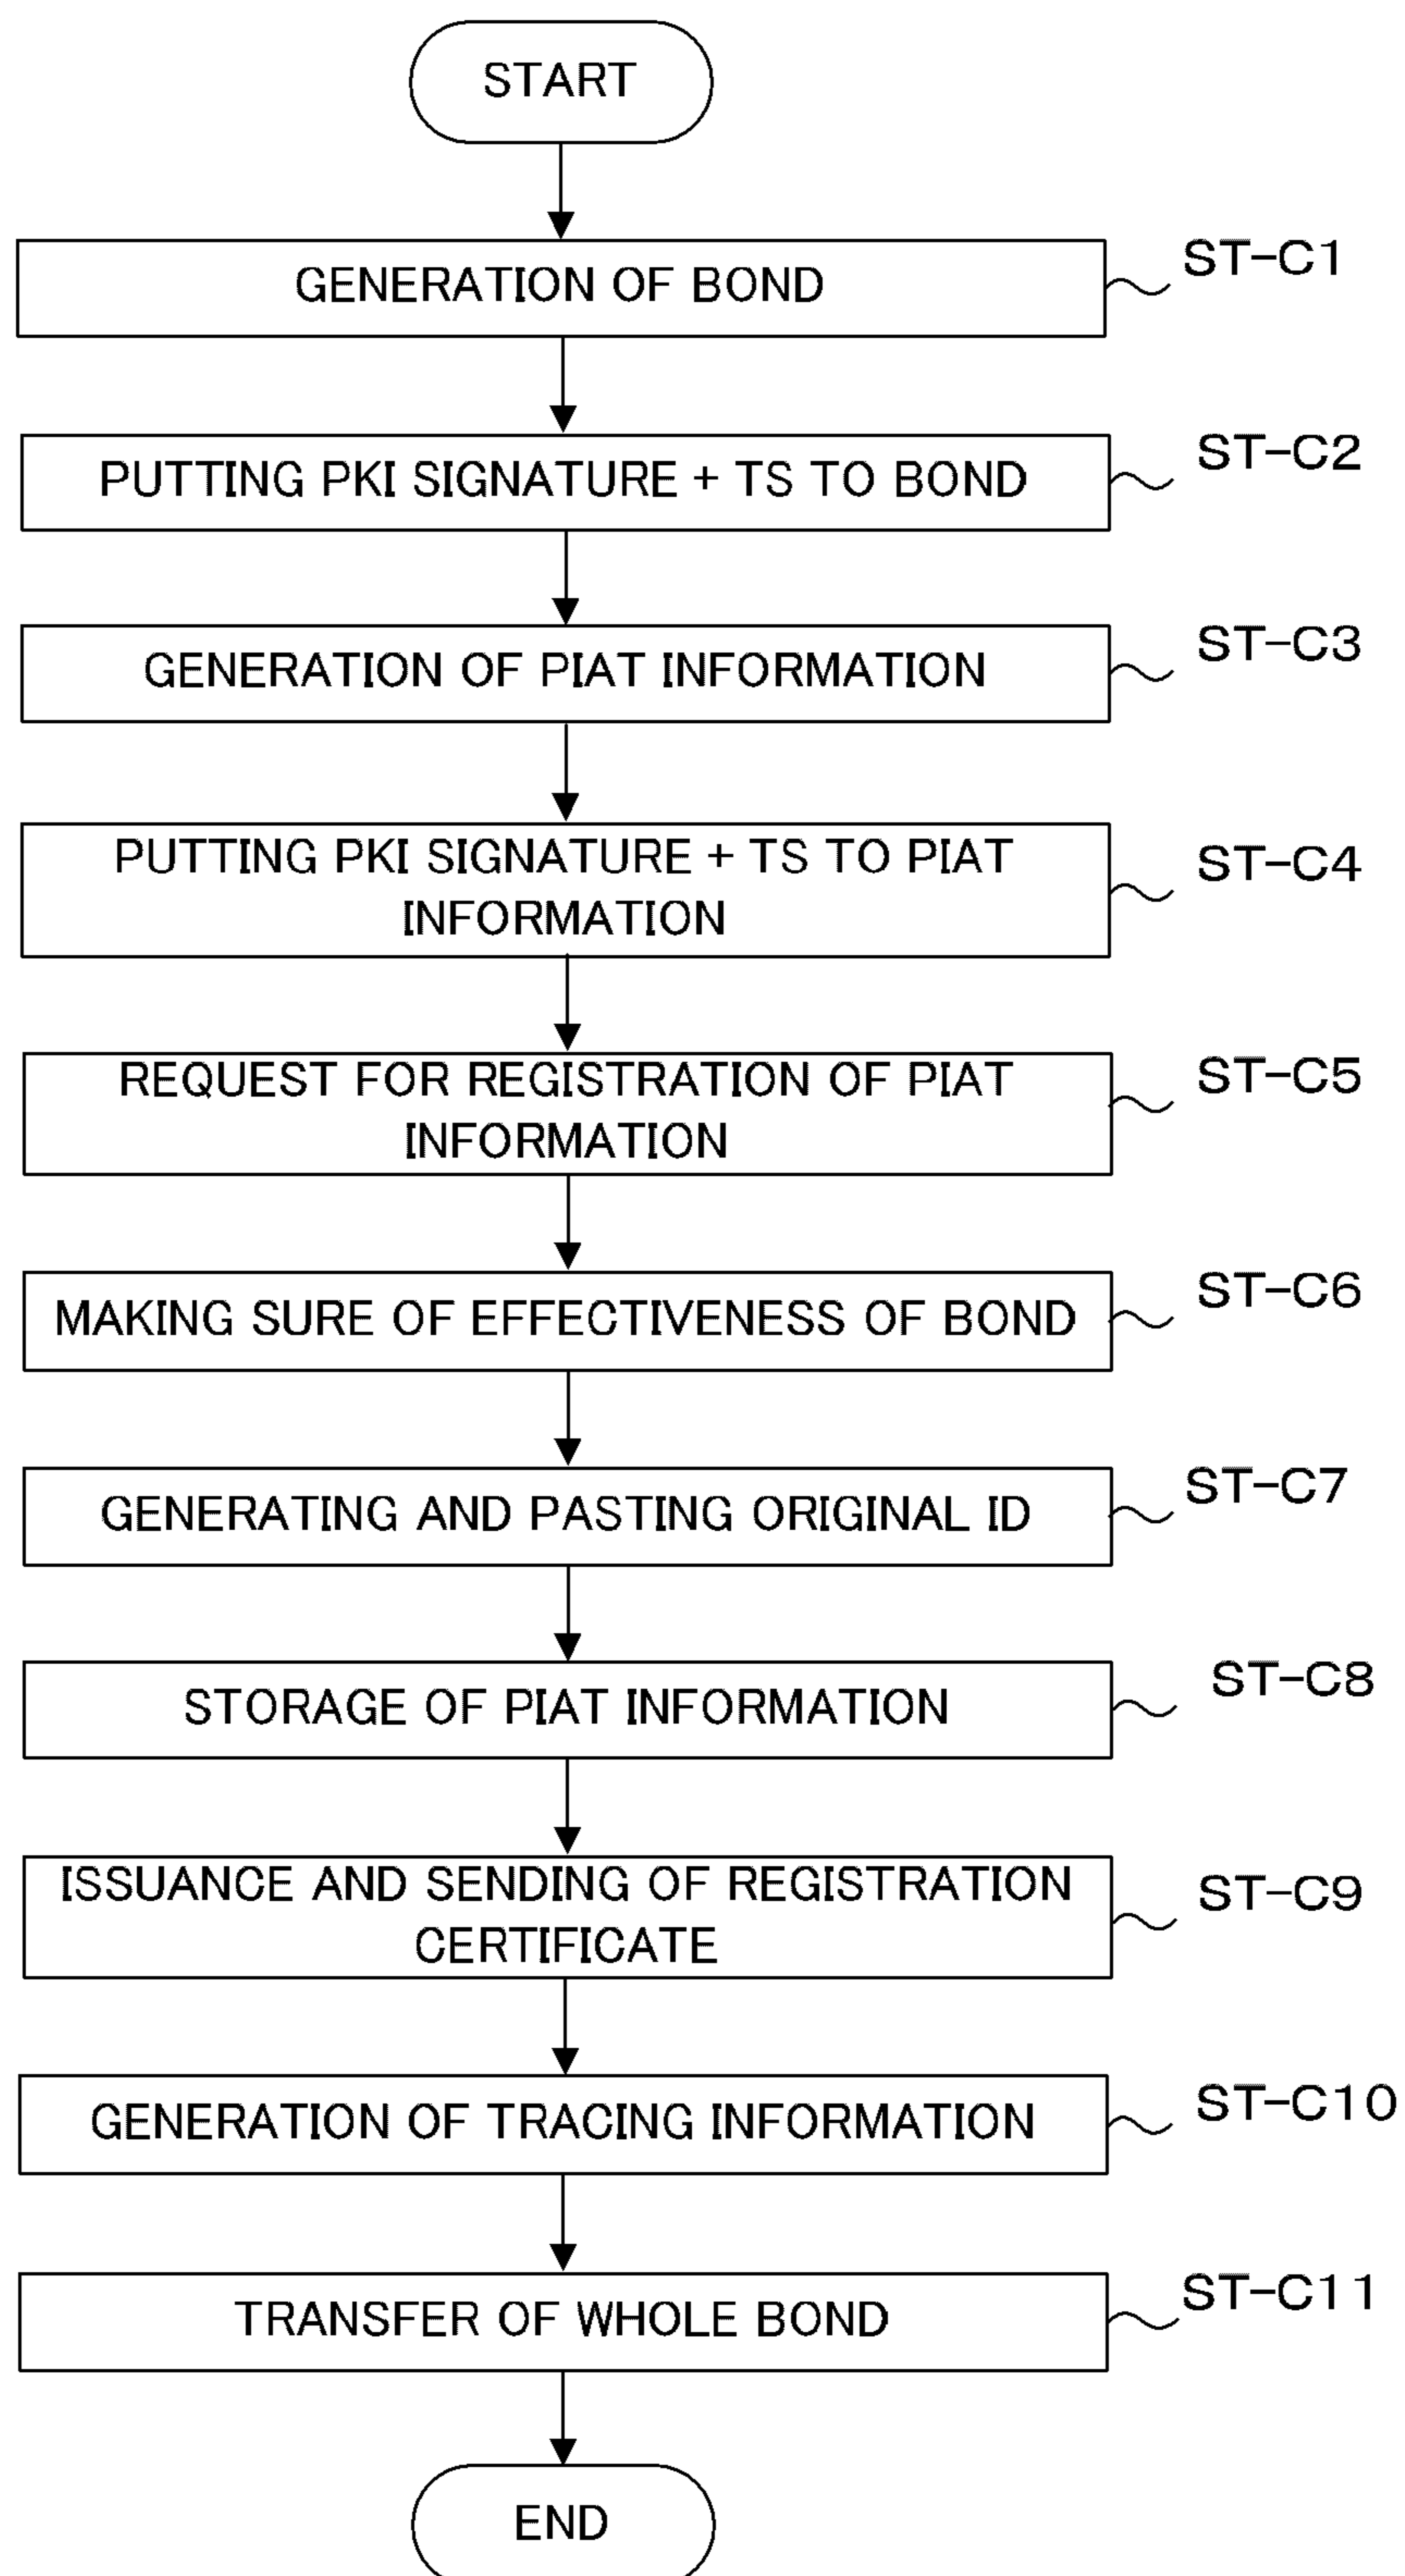 START
GENERATION OF BOND
ST-C1
PUTTING PKI SIGNATURE + TS TO BOND
ST-C2
GENERATION OF PIAT INFORMATION
ST-C3
PUTTING PKI SIGNATURE + TS TO PIAT
INFORMATION
ST-C4
REQUEST FOR REGISTRATION OF PIAT
INFORMATION
ST-C5
MAKING SURE OF EFFECTIVENESS OF BOND
ST-C6
GENERATING AND PASTING ORIGINAL ID
ST-C7
STORAGE OF PIAT INFORMATION
ST-C8
ISSUANCE AND SENDING OF REGISTRATION
CERTIFICATE
ST-C9
GENERATION OF TRACING INFORMATION
ST-C10
TRANSFER OF WHOLE BOND
ST-C11
END